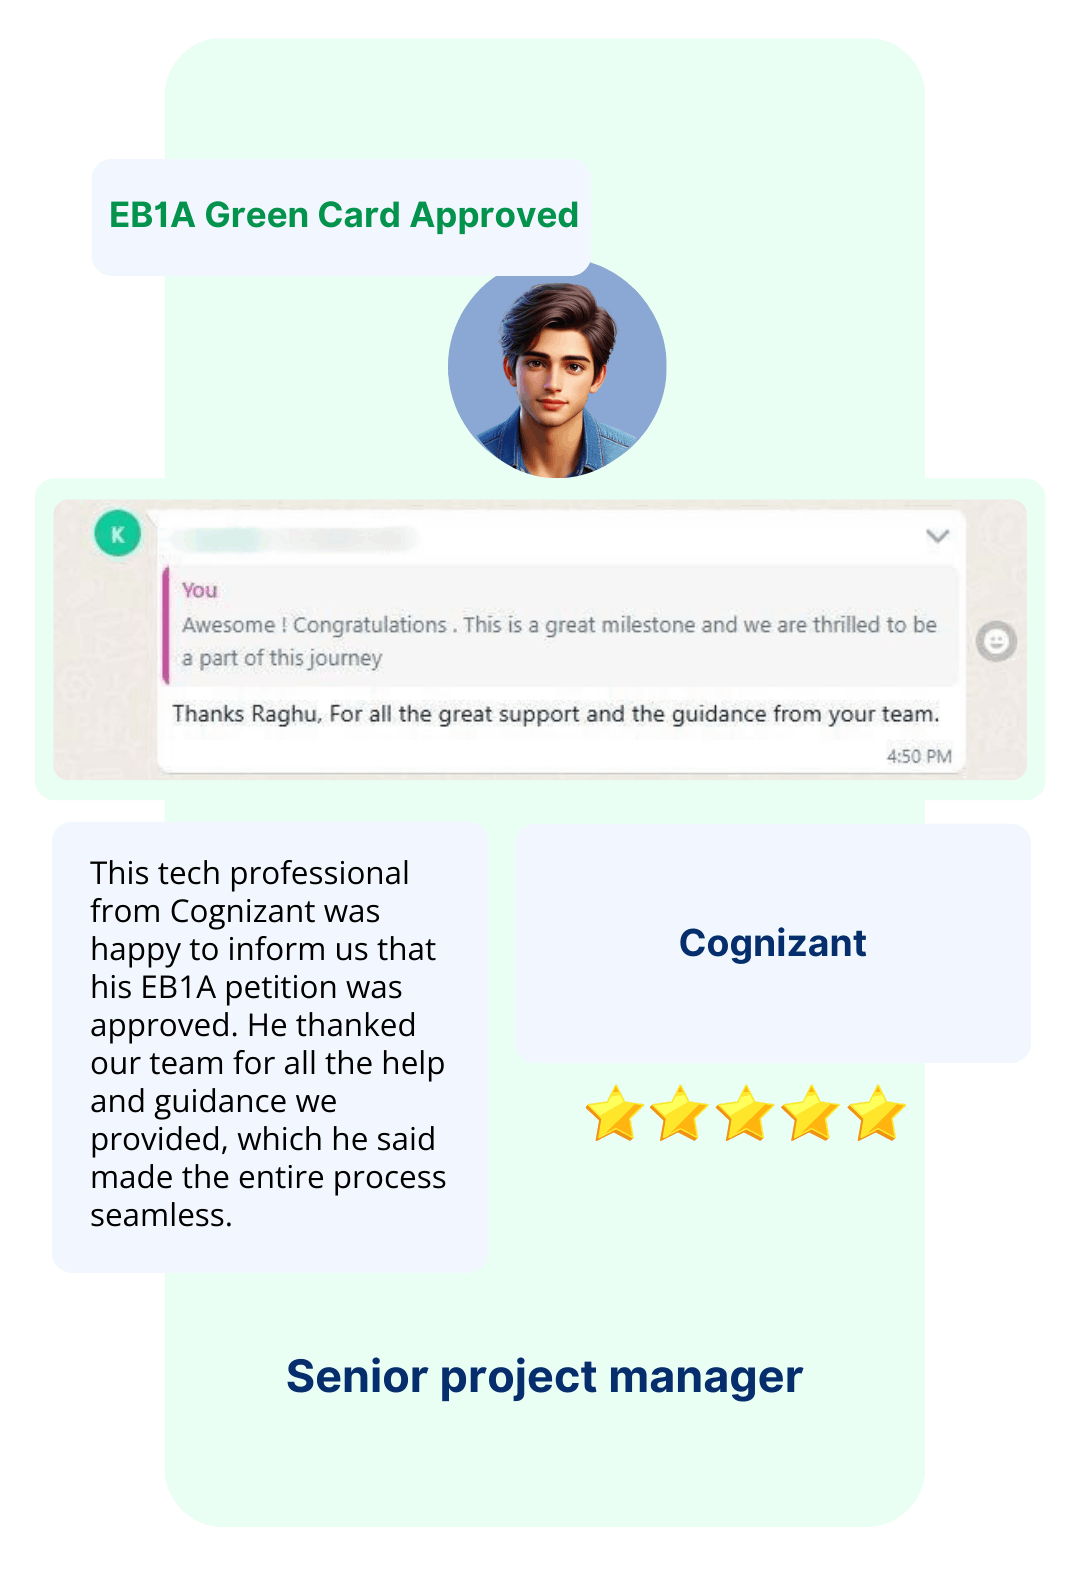 EB1A Green Card Approved
K
You
Awesome ! Congratulations . This is a great milestone and we are thrilled to be
a part of this journey
Thanks Raghu, For all the great support and the guidance from your team.
4:50 PM
This tech professional
from Cognizant was
happy to inform us that
his EB1A petition was
approved. He thanked
our team for all the help
and guidance we
provided, which he said
made the entire process
seamless.
Cognizant
Senior project manager